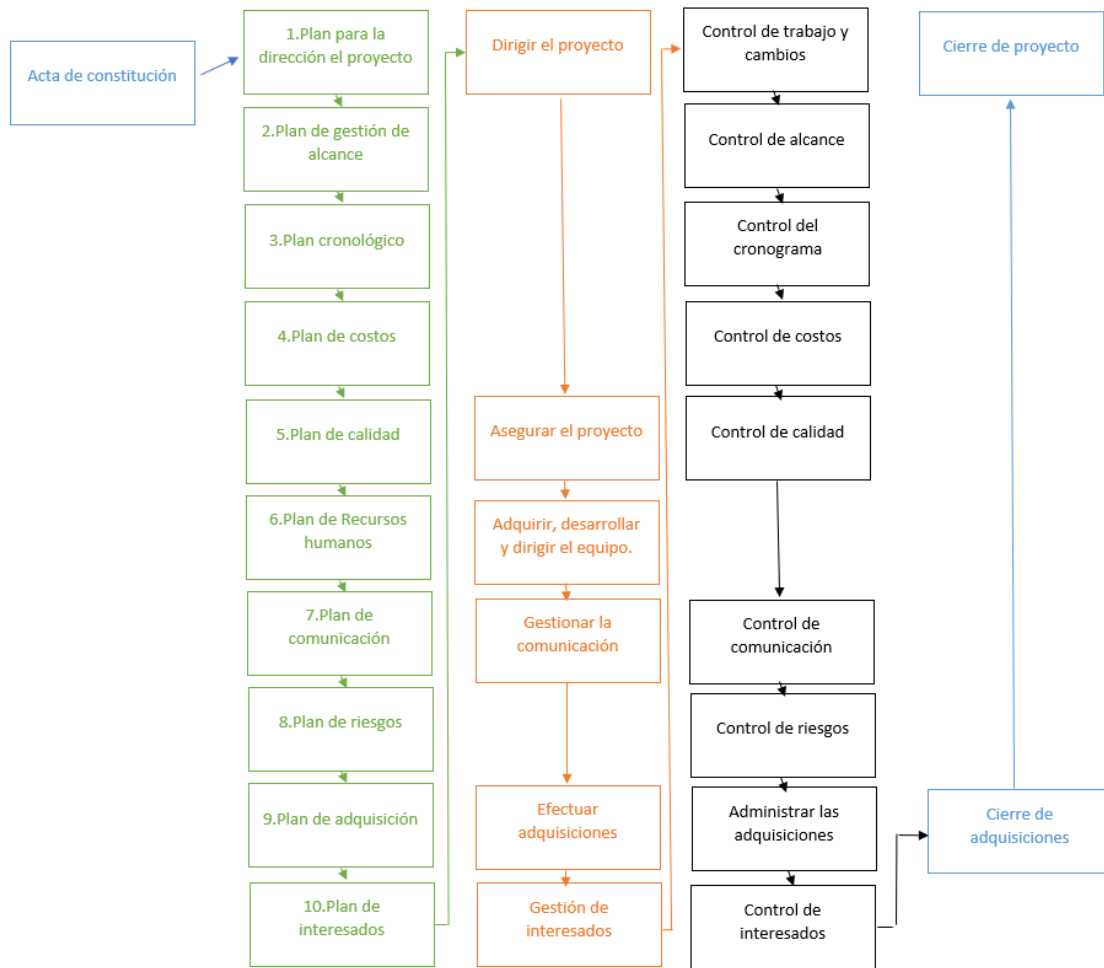 Acta de constitución
1.Plan para la
dirección el proyecto
2.Plan de gestión de
alcance
3.Plan cronológico
4.Plan de costos
5.Plan de calidad
6.Plan de Recursos
humanos
7.Plan de
comunicación
8.Plan de riesgos
9.Plan de adquisición
10.Plan de
interesados
Dirigir el proyecto
Asegurar el proyecto
Adquirir, desarrollar
y dirigir el equipo.
Gestionar la
comunicación
Efectuar
adquisiciones
Gestión de
interesados
Control de trabajo y
cambios
Control de alcance
Control del
cronograma
Control de costos
Control de calidad
Control de
comunicación
Control de riesgos
Administrar las
adquisiciones
Control de
interesados
Cierre de
adquisiciones
Cierre de proyecto